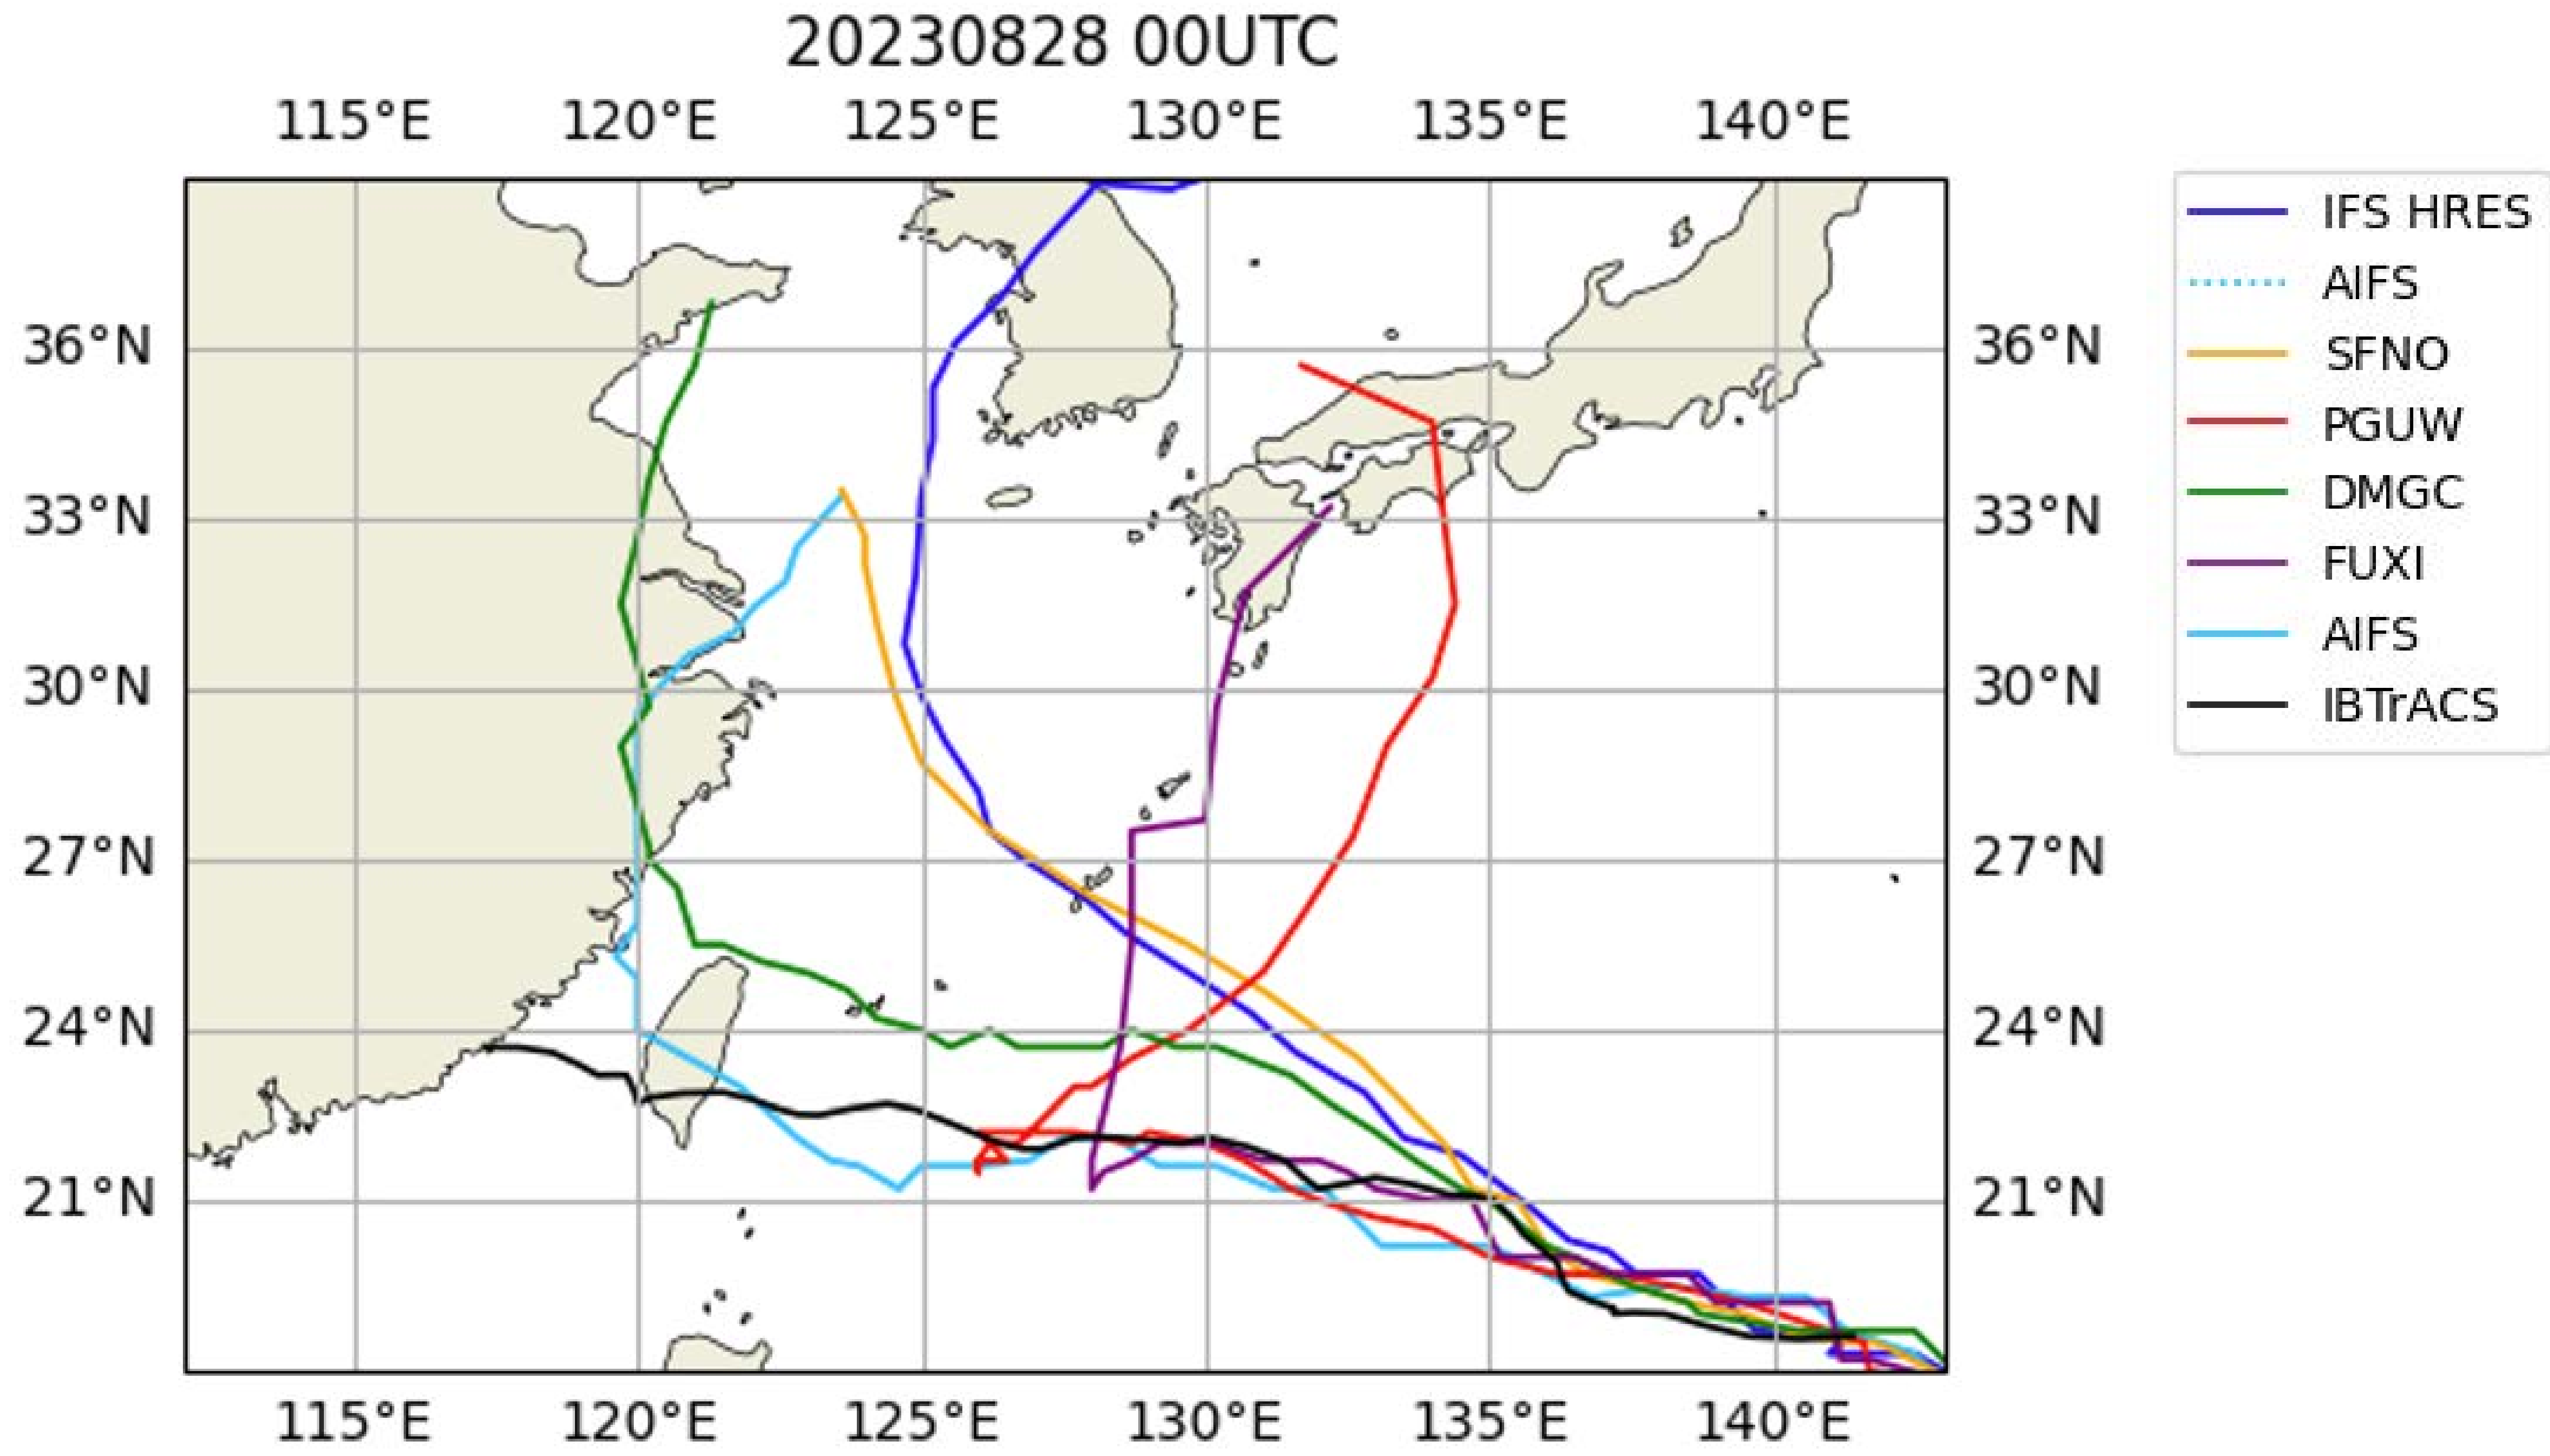 20230828 00UTC
115°E 120°E 125°E 130°E 135°E 140°E
IFS HRES
AIFS
SFNO
PGUW
DMGC
FUXI
AIFS
IBTrACS
36°N 36°N
33°N 33°N
30°N 30°N
27°N 27°N
24°N 24°N
21°N 21°N
115°E 120°E 125°E 130°E 135°E 140°E